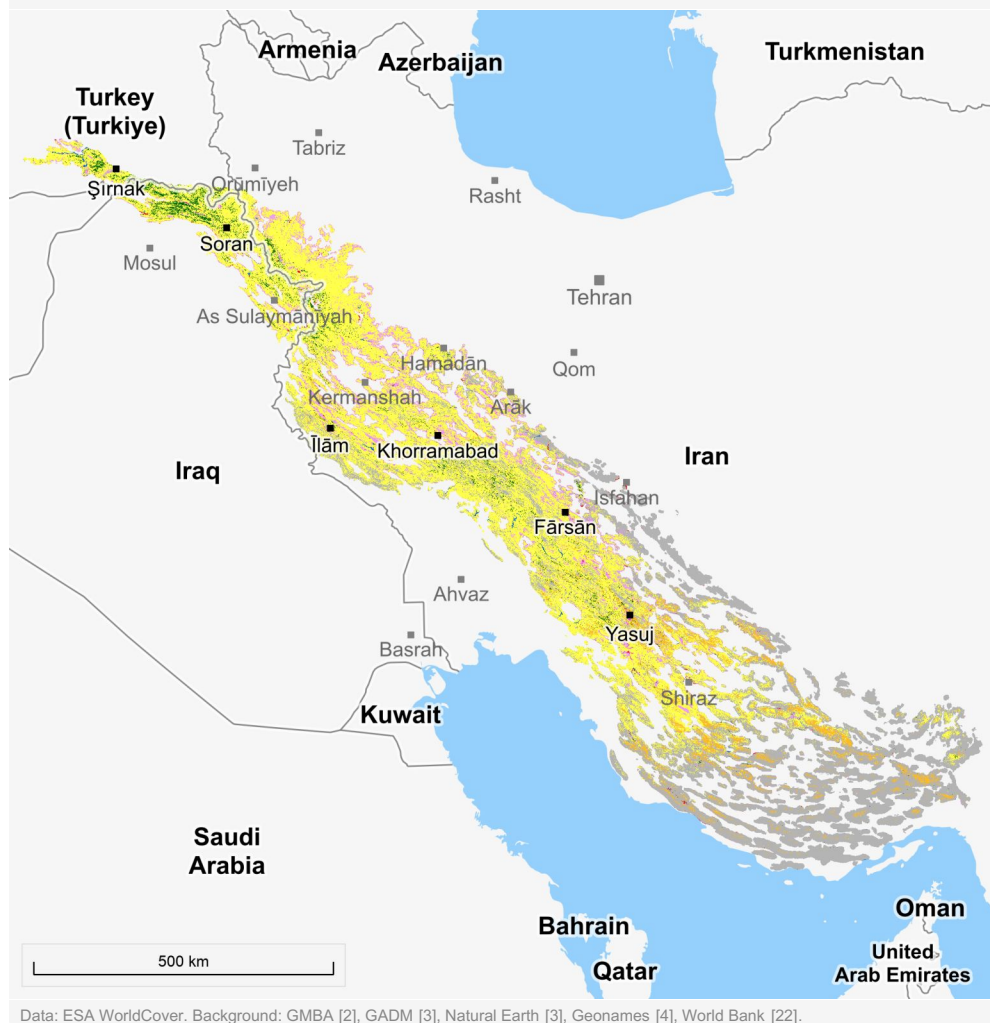 Armenia
Azerbaijan
Turkmenistan
Turkey
(Turkiye)
Tabriz
Orūmīyeh
Rasht
Şırnak
Soran
Mosul
Tehran
As Sulaymānīyah
Hamadān
Qom
Kermanshah
Arāk
Īlām
Khorramabad
Iran
Iraq
Isfahan
Fārsān
Ahvaz
Yasuj
Basrah
Shiraz
Kuwait
Saudi
Arabia
Oman
Bahrain
United
Arab Emirates
Qatar
500 km
Data: ESA WorldCover. Background: GMBA [2], GADM [3], Natural Earth [3], Geonames [4], World Bank [22].